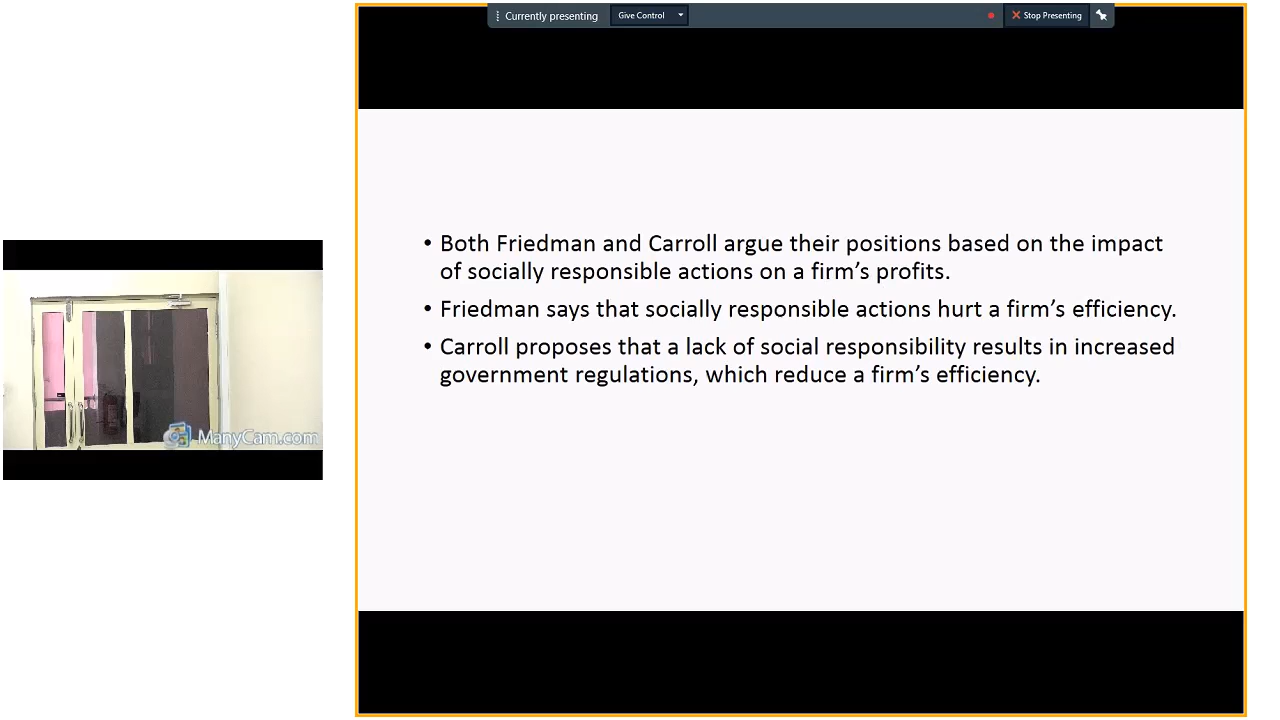 Currently presenting
Give Control
Stop Presenting
• Both Friedman and Carroll argue their positions based on the impact
of socially responsible actions on a firm’s profits.
• Friedman says that socially responsible actions hurt a firm’s efficiency.
• Carroll proposes that a lack of social responsibility results in increased
government regulations, which reduce a firm’s efficiency.
ManyCam.com